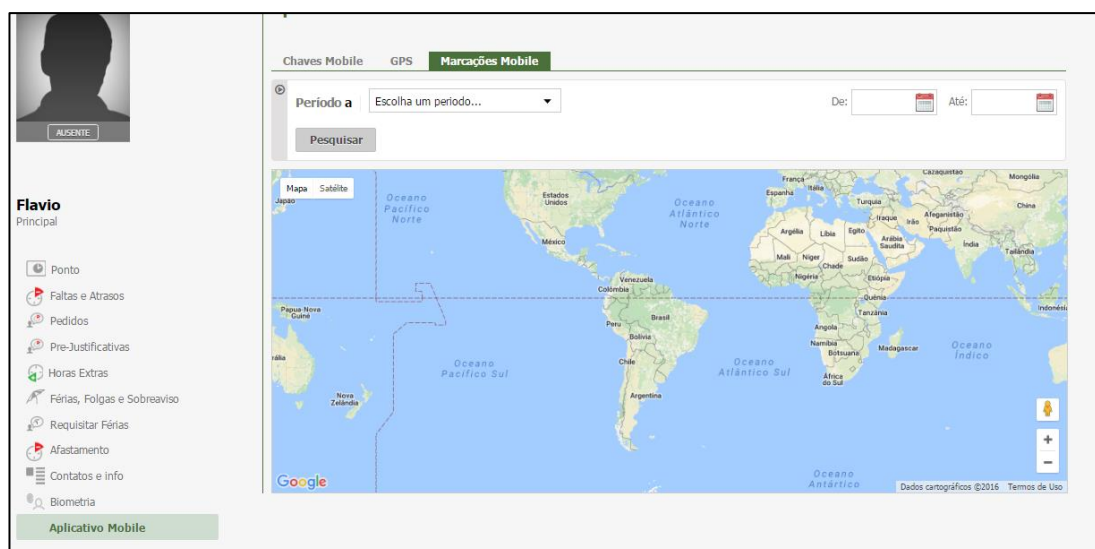 AUSENTE
Flavio
Principal
Ponto
Faltas e Atrasos
Pedidos
Pre-Justificativas
Horas Extras
Férias, Folgas e Sobreaviso
Requisitar Férias
Afastamento
Contatos e info
Biometria
Aplicativo Mobile
Chaves Mobile GPS Marcações Mobile
Período a Escolha um periodo... De: Até:
Pesquisar
Mapa Satélite
Japão
Oceano
Pacífico
Norte
Estados
Unidos
México
Oceano
Atlântico
Norte
França
Espanha
Itália
Turquia
Cazaquistão
Mongólia
China
Iraque
Irão
Afeganistão
Paquistão
Argélia
Líbia
Egito
Arábia
Saudita
Índia
Tailândia
Mali
Níger
Chade
Sudão
Nigéria
Etiópia
Venezuela
Colômbia
Quênia
Tanzânia
Indonésia
Papua-Nova
Guiné
Peru
Brasil
Bolívia
Angola
Namíbia
Botsuana
Madagascar
Oceano
Índico
Chile
Oceano
Pacífico Sul
Oceano
Atlântico Sul
África
do Sul
ália
Nova
Zelândia
Argentina
+
−
Oceano
Antártico
Google
Dados cartográficos ©2016 Termos de Uso